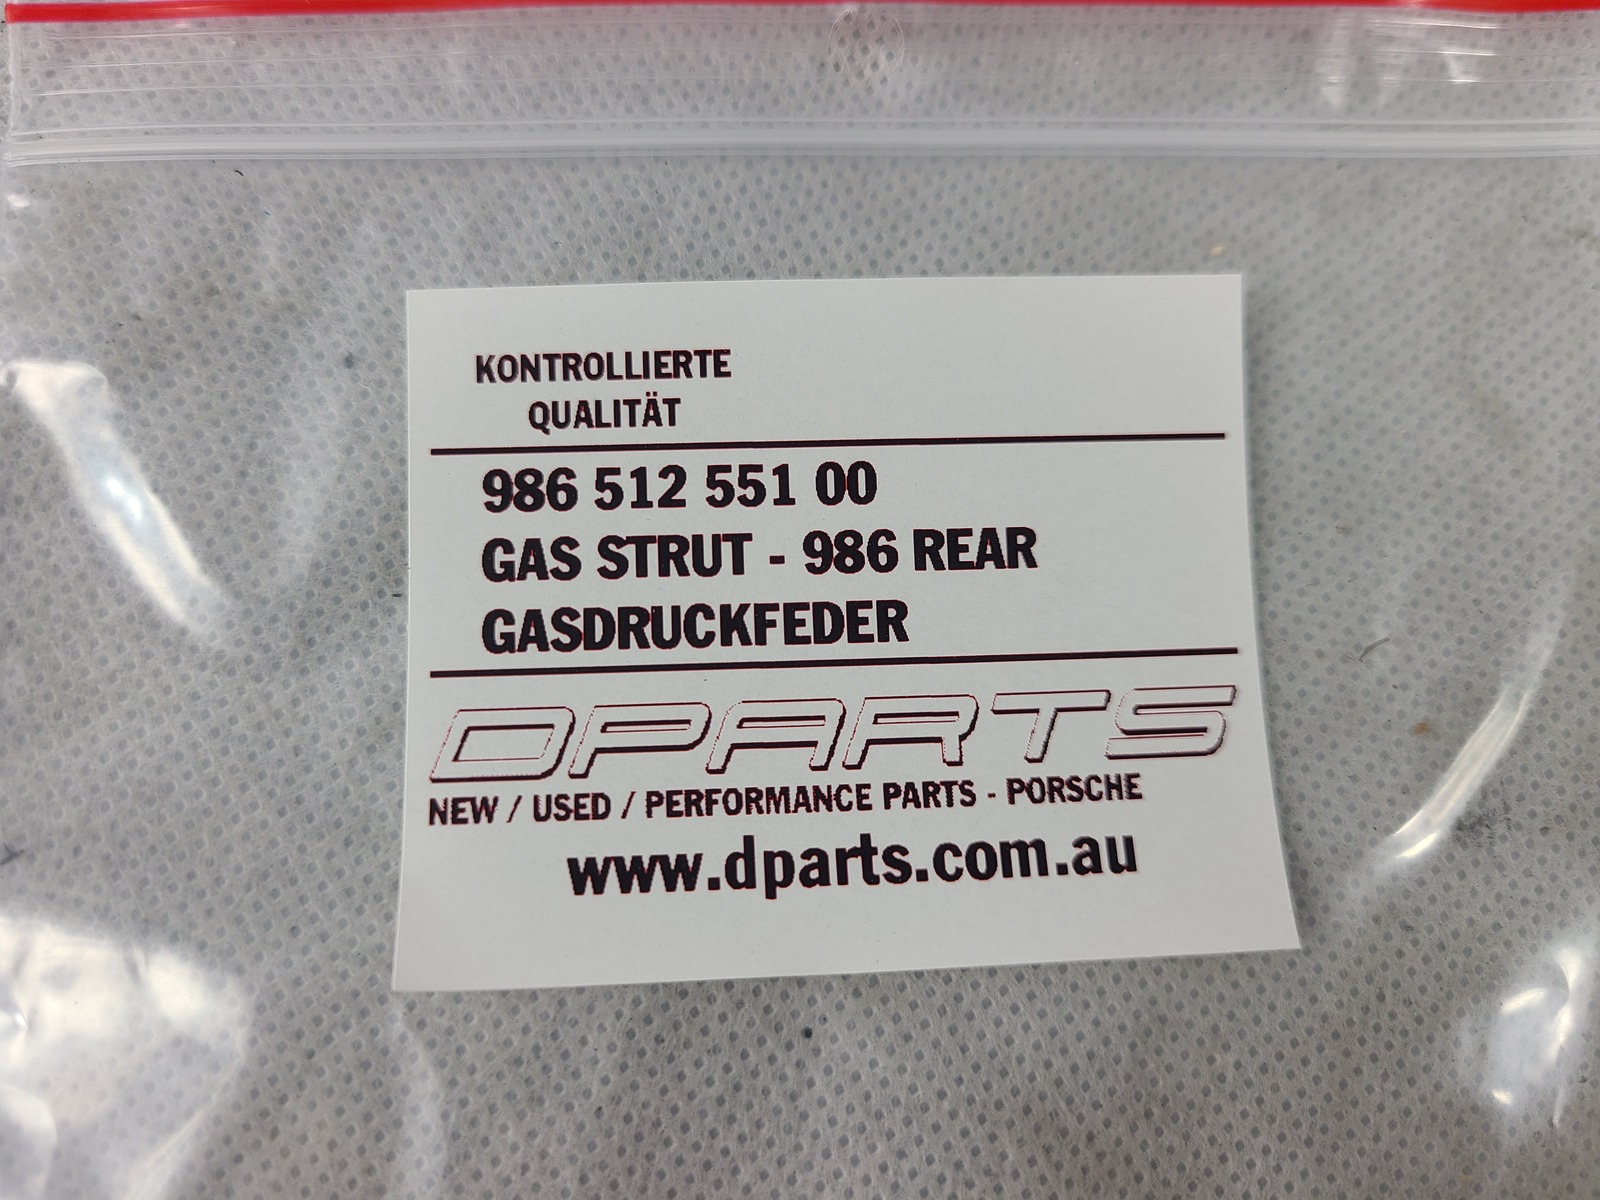 KONTROLLIERTE
QUALITÄT
986 512 551 00
GAS STRUT - 986 REAR
GASDRUCKFEDER
DPARTS
NEW / USED / PERFORMANCE PARTS - PORSCHE
www.dparts.com.au